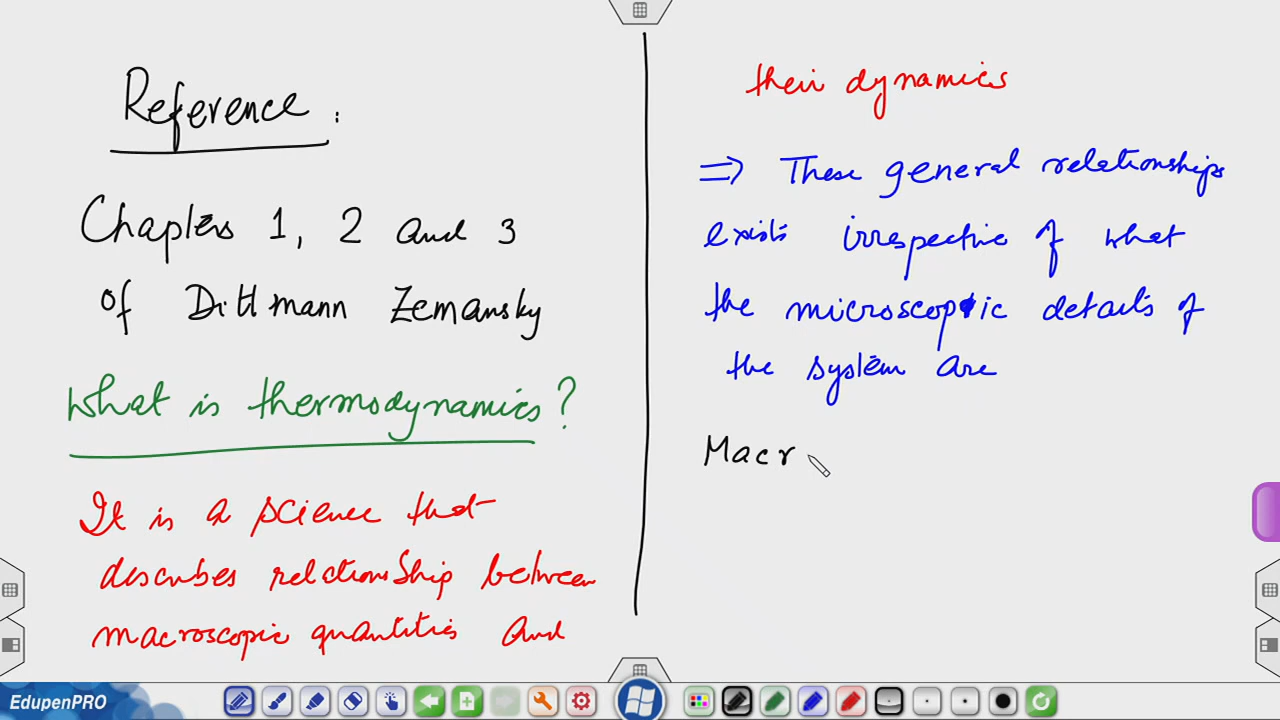 Reference :
Chapters 1, 2 and 3
of Dittmann Zemansky
What is thermodynamics?
It is a science that
describes relationship between
macroscopic quantities and
their dynamics
⇒ These general relationships
exists irrespective of what
the microscopic details of
the system are
Macr
EdupenPRO